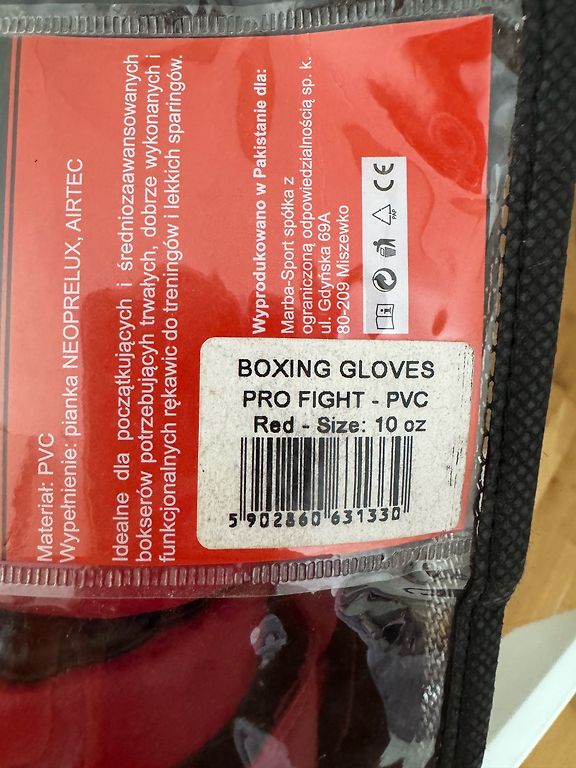 Materiał: PVC
Wypełnienie: pianka NEOPRELUX, AIRTEC
Idealne dla początkujących i średniozaawansowanych
bokserów potrzebującyh trwałych, dobrze wykonanych i
funkcjonalnych rękawic do treningów i lekkich sparingów.
Wyprodukowano w Pakistanie dla:
Marba-Sport spółka z
ograniczoną odpowiedzialnością sp. k.
ul. Gdyńska 69A
80-209 Miszewko
PAP
CE
BOXING GLOVES
PRO FIGHT - PVC
Red - Size: 10 oz
5 902860 631330